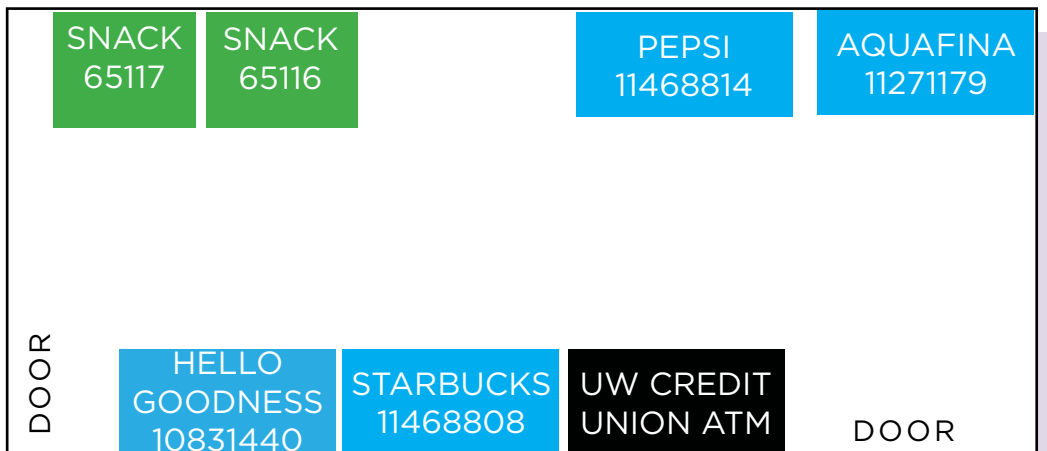 SNACK
65117
SNACK
65116
PEPSI
11468814
AQUAFINA
11271179
DOOR
HELLO
GOODNESS
10831440
STARBUCKS
11468808
UW CREDIT
UNION ATM
DOOR